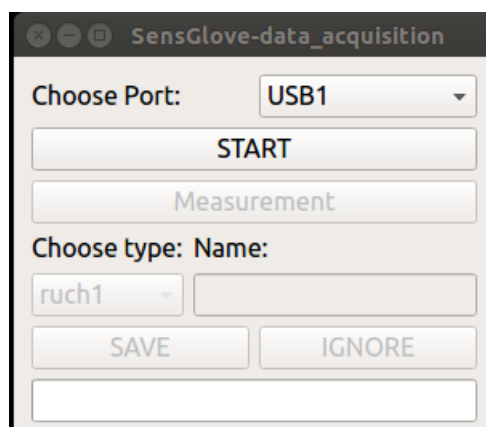 SensGlove-data_acquisition
Choose Port: USB1
START
Measurement
Choose type: Name:
ruch1
SAVE IGNORE